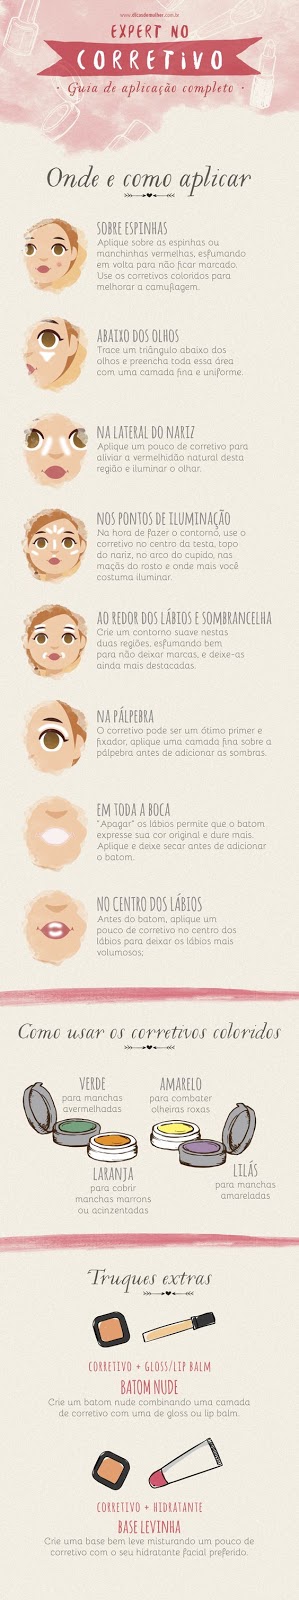 www.dicasdemulher.com.br
EXPERT NO
CORRETIVO
· Guia de aplicação completo ·
Onde e como aplicar
SOBRE ESPINHAS
Aplique sobre as espinhas ou
manchinhas vermelhas, esfumando
em volta para não ficar marcado.
Use os corretivos coloridos para
melhorar a camuflagem.
ABAIXO DOS OLHOS
Trace um triângulo abaixo dos
olhos e preencha toda essa área
com uma camada fina e uniforme.
NA LATERAL DO NARIZ
Aplique um pouco de corretivo para
aliviar a vermelhidão natural desta
região e iluminar o olhar.
NOS PONTOS DE ILUMINAÇÃO
Na hora de fazer o contorno, use o
corretivo no centro da testa, topo
do nariz, no arco do cupido, nas
maçãs do rosto e onde mais você
costuma iluminar.
AO REDOR DOS LÁBIOS E SOMBRANCELHA
Crie um contorno suave nestas
duas regiões, esfumando bem
para não deixar marcas, e deixe-as
ainda mais destacadas.
NA PÁLPEBRA
O corretivo pode ser um ótimo primer e
fixador, aplique uma camada fina sobre a
pálpebra antes de adicionar as sombras.
EM TODA A BOCA
"Apagar" os lábios permite que o batom
expresse sua cor original e dure mais.
Aplique e deixe secar antes de adicionar
o batom.
NO CENTRO DOS LÁBIOS
Antes do batom, aplique um
pouco de corretivo no centro dos
lábios para deixar os lábios mais
volumosos;
Como usar os corretivos coloridos
VERDE
para manchas
avermelhadas
AMARELO
para combater
olheiras roxas
LARANJA
para cobrir
manchas marrons
ou acinzentadas
LILÁS
para manchas
amareladas
Truques extras
CORRETIVO + GLOSS/LIP BALM
BATOM NUDE
Crie um batom nude combinando uma camada
de corretivo com uma de gloss ou lip balm.
CORRETIVO + HIDRATANTE
BASE LEVINHA
Crie uma base bem leve misturando um pouco de
corretivo com o seu hidratante facial preferido.